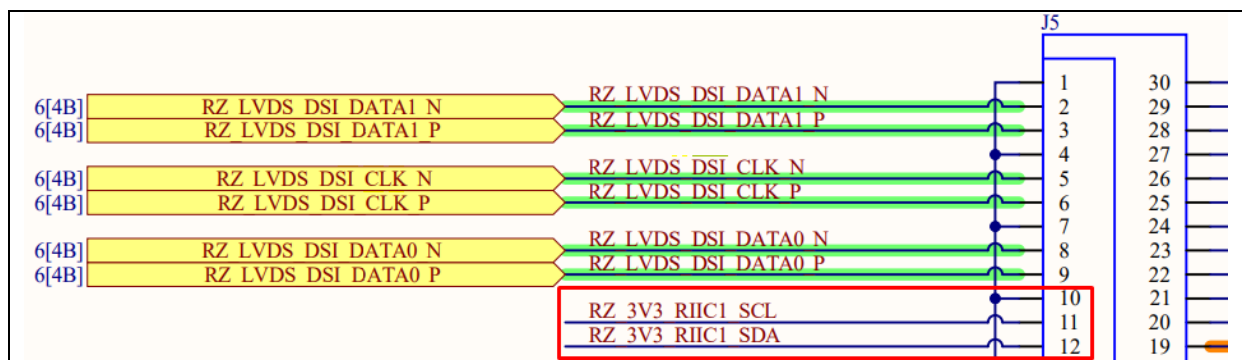 J5
1 30
6[4B] RZ_LVDS_DSI_DATA1_N RZ_LVDS_DSI_DATA1_N 2 29
6[4B] RZ_LVDS_DSI_DATA1_P RZ_LVDS_DSI_DATA1_P 3 28
4 27
6[4B] RZ_LVDS_DSI_CLK_N RZ_LVDS_DSI_CLK_N 5 26
6[4B] RZ_LVDS_DSI_CLK_P RZ_LVDS_DSI_CLK_P 6 25
7 24
6[4B] RZ_LVDS_DSI_DATA0_N RZ_LVDS_DSI_DATA0_N 8 23
6[4B] RZ_LVDS_DSI_DATA0_P RZ_LVDS_DSI_DATA0_P 9 22
10 21
RZ_3V3_RIIC1_SCL 11 20
RZ_3V3_RIIC1_SDA 12 19